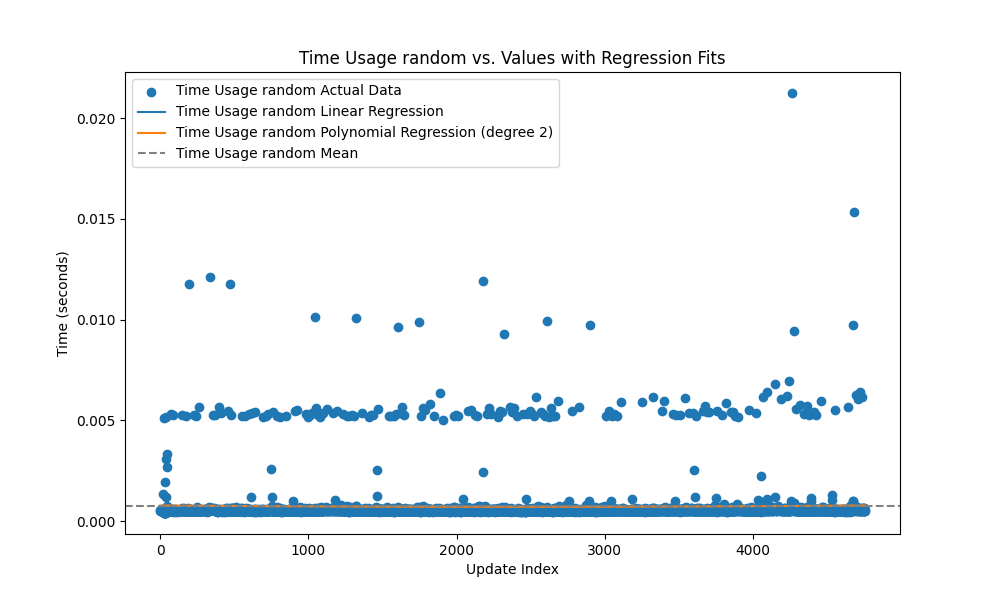 Time Usage random vs. Values with Regression Fits
Time Usage random Actual Data
Time Usage random Linear Regression
Time Usage random Polynomial Regression (degree 2)
Time Usage random Mean
Time (seconds)
0.020
0.015
0.010
0.005
0.000
0 1000 2000 3000 4000
Update Index